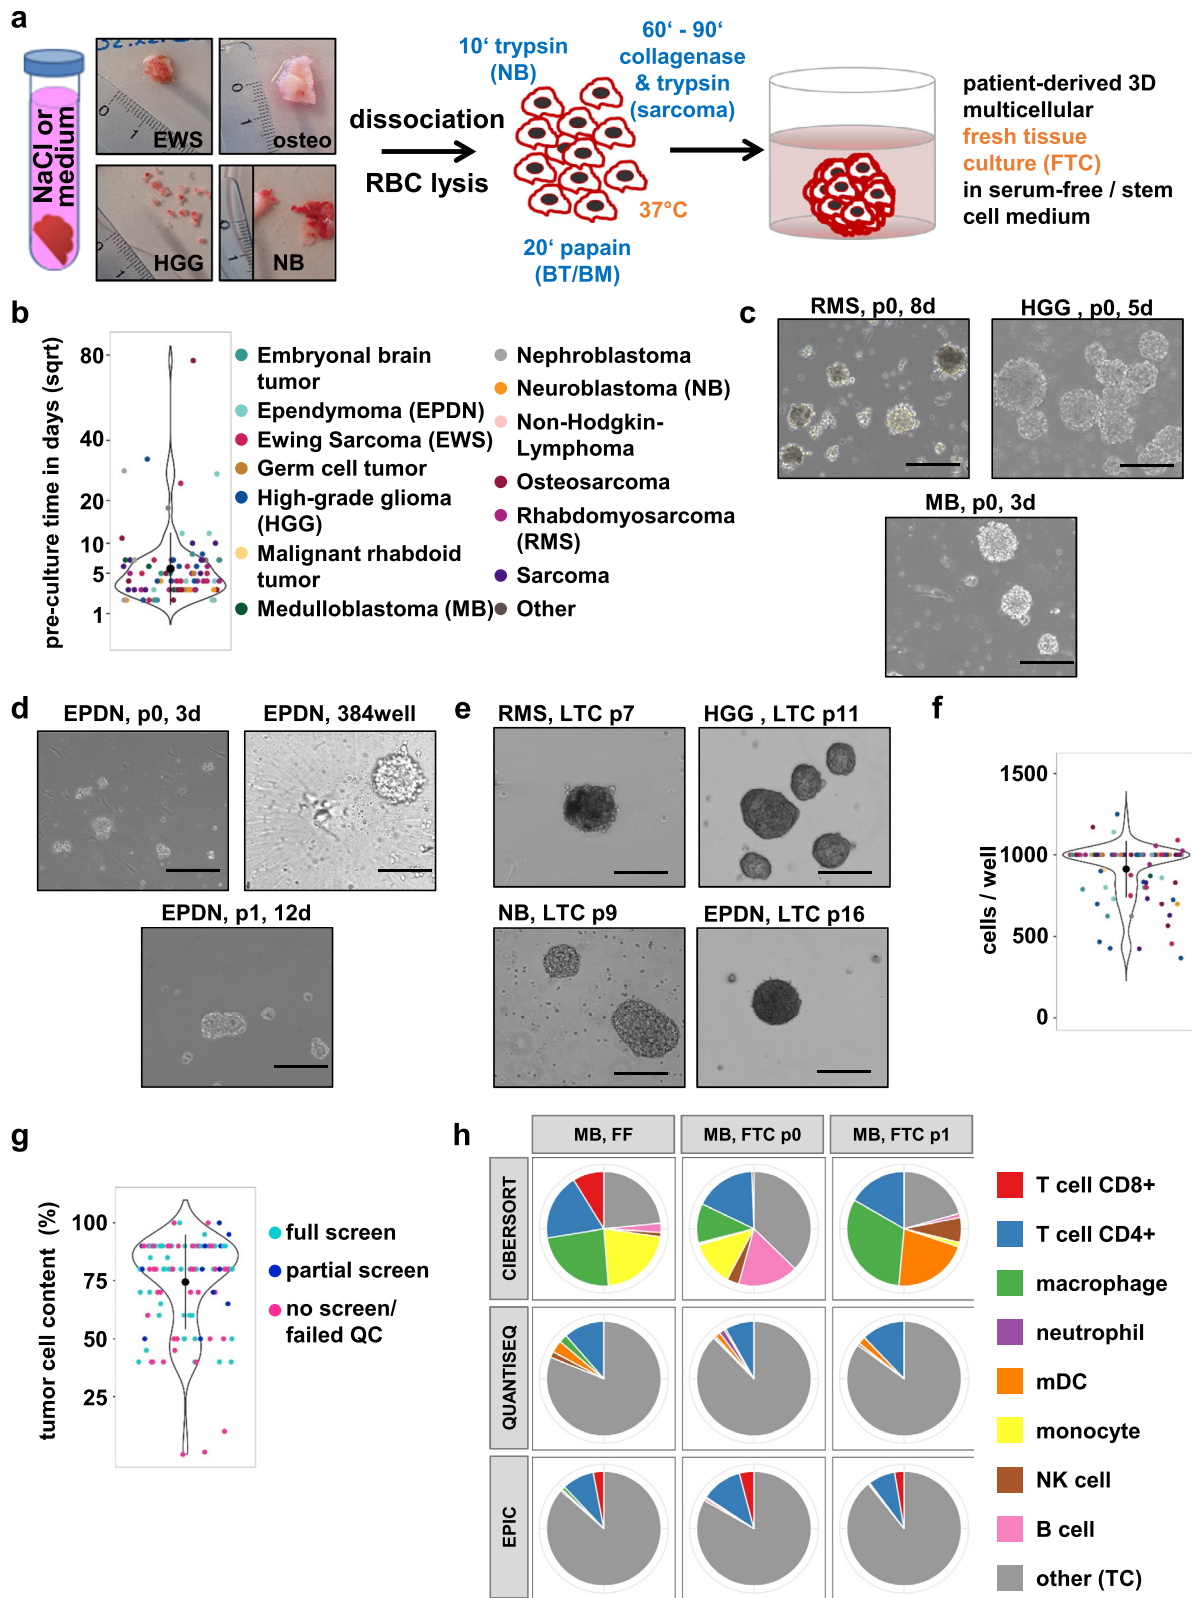 a
NaCl or
medium
EWS
osteo
HGG
NB
0
1
0
1
0
1
0
1
dissociation
RBC lysis
10‘ trypsin
(NB)
60‘ - 90‘
collagenase
& trypsin
(sarcoma)
37°C
20‘ papain
(BT/BM)
patient-derived 3D
multicellular
fresh tissue
culture (FTC)
in serum-free / stem
cell medium
b
pre-culture time in days (sqrt)
80
40
20
10
5
1
Embryonal brain
tumor
Ependymoma (EPDN)
Ewing Sarcoma (EWS)
Germ cell tumor
High-grade glioma
(HGG)
Malignant rhabdoid
tumor
Medulloblastoma (MB)
Nephroblastoma
Neuroblastoma (NB)
Non-Hodgkin-
Lymphoma
Osteosarcoma
Rhabdomyosarcoma
(RMS)
Sarcoma
Other
c
RMS, p0, 8d
HGG , p0, 5d
MB, p0, 3d
d
EPDN, p0, 3d
EPDN, 384well
EPDN, p1, 12d
e
RMS, LTC p7
HGG , LTC p11
NB, LTC p9
EPDN, LTC p16
f
cells / well
1500
1000
500
0
g
tumor cell content (%)
100
75
50
25
full screen
partial screen
no screen/
failed QC
h
MB, FF
MB, FTC p0
MB, FTC p1
CIBERSORT
QUANTISEQ
EPIC
T cell CD8+
T cell CD4+
macrophage
neutrophil
mDC
monocyte
NK cell
B cell
other (TC)